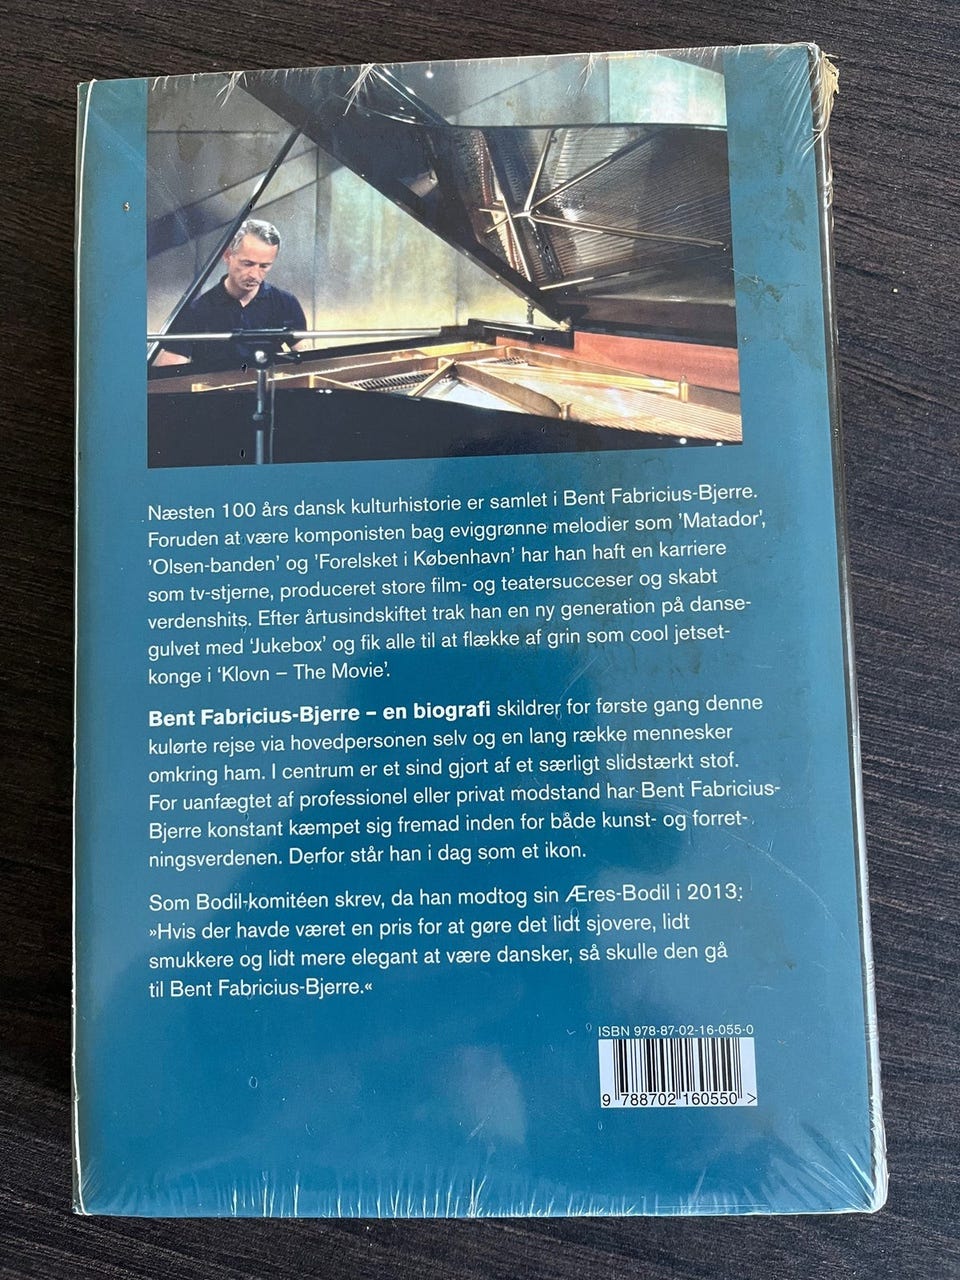 Næsten 100 års dansk kulturhistorie er samlet i Bent Fabricius-Bjerre.
Foruden at være komponisten bag eviggrønne melodier som ’Matador’,
’Olsen-banden’ og ’Forelsket i København’ har han haft en karriere
som tv-stjerne, produceret store film- og teatersucceser og skabt
verdenshits. Efter årtusindskiftet trak han en ny generation på danse-
gulvet med ‘Jukebox’ og fik alle til at flække af grin som cool jetset-
konge i ‘Klovn – The Movie’.
Bent Fabricius-Bjerre – en biografi skildrer for første gang denne
kulørte rejse via hovedpersonen selv og en lang række mennesker
omkring ham. I centrum er et sind gjort af et særligt slidstærkt stof.
For uanfægtet af professionel eller privat modstand har Bent Fabricius-
Bjerre konstant kæmpet sig fremad inden for både kunst- og forret-
ningsverdenen. Derfor står han i dag som et ikon.
Som Bodil-komitéen skrev, da han modtog sin Æres-Bodil i 2013:
»Hvis der havde været en pris for at gøre det lidt sjovere, lidt
smukkere og lidt mere elegant at være dansker, så skulle den gå
til Bent Fabricius-Bjerre.«
ISBN 978-87-02-16-055-0
9 788702 160550 >